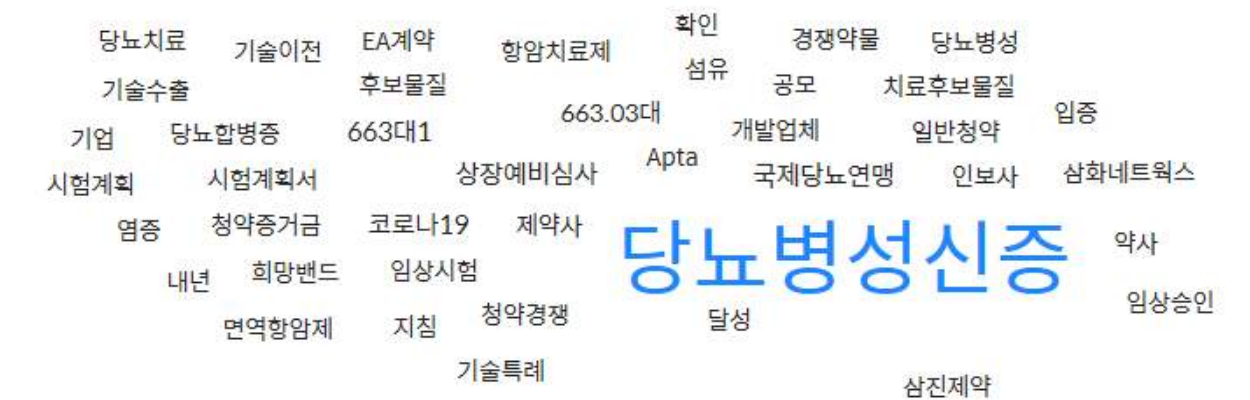 확인
당뇨치료 기술이전 EA계약 항암치료제 경쟁약물 당뇨병성
섬유
기술수출 후보물질 공모 치료후보물질
663.03대 입증
기업 당뇨합병증 663대1 개발업체 일반청약
Apta
시험계획 시험계획서 상장예비심사 국제당뇨연맹 인보사 삼화네트웍스
염증 청약증거금 코로나19 제약사 당뇨병성신증 약사
내년 희망밴드 임상시험
임상승인
면역항암제 지침 청약경쟁 달성
기술특례
삼진제약